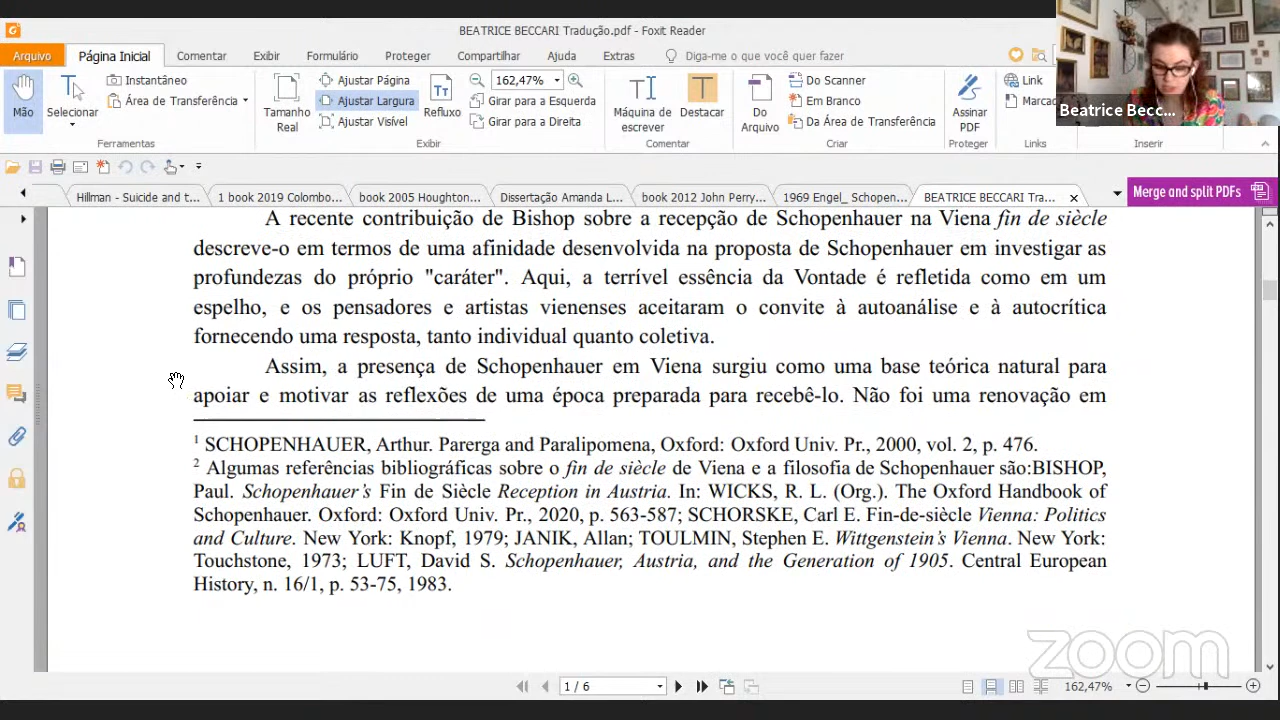 BEATRICE BECCARI Tradução.pdf - Foxit Reader
Arquivo Página Inicial Comentar Exibir Formulário Proteger Compartilhar Ajuda Extras Diga-me o que você quer fazer
Mão
Selecionar
Instantâneo
Área de Transferência
Ferramentas
Tamanho Real
Ajustar Página
Ajustar Largura
Ajustar Visível
Refluxo
162,47%
Girar para a Esquerda
Girar para a Direita
Exibir
Máquina de escrever
Destacar
Comentar
Do Arquivo
Do Scanner
Em Branco
Da Área de Transferência
Criar
Assinar PDF
Proteger
Link
Marcad
Links
Inserir
Beatrice Becc...
Hillman - Suicide and t... 1 book 2019 Colombo... book 2005 Houghton... Dissertação Amanda L... book 2012 John Perry... 1969 Engel_ Schopen... BEATRICE BECCARI Tra...
Merge and split PDFs
A recente contribuição de Bishop sobre a recepção de Schopenhauer na Viena fin de siècle
descreve-o em termos de uma afinidade desenvolvida na proposta de Schopenhauer em investigar as
profundezas do próprio "caráter". Aqui, a terrível essência da Vontade é refletida como em um
espelho, e os pensadores e artistas vienenses aceitaram o convite à autoanálise e à autocrítica
fornecendo uma resposta, tanto individual quanto coletiva.
Assim, a presença de Schopenhauer em Viena surgiu como uma base teórica natural para
apoiar e motivar as reflexões de uma época preparada para recebê-lo. Não foi uma renovação em
1 SCHOPENHAUER, Arthur. Parerga and Paralipomena, Oxford: Oxford Univ. Pr., 2000, vol. 2, p. 476.
2 Algumas referências bibliográficas sobre o fin de siècle de Viena e a filosofia de Schopenhauer são:BISHOP,
Paul. Schopenhauer’s Fin de Siècle Reception in Austria. In: WICKS, R. L. (Org.). The Oxford Handbook of
Schopenhauer. Oxford: Oxford Univ. Pr., 2020, p. 563-587; SCHORSKE, Carl E. Fin-de-siècle Vienna: Politics
and Culture. New York: Knopf, 1979; JANIK, Allan; TOULMIN, Stephen E. Wittgenstein’s Vienna. New York:
Touchstone, 1973; LUFT, David S. Schopenhauer, Austria, and the Generation of 1905. Central European
History, n. 16/1, p. 53-75, 1983.
zoom
1 / 6
162,47%